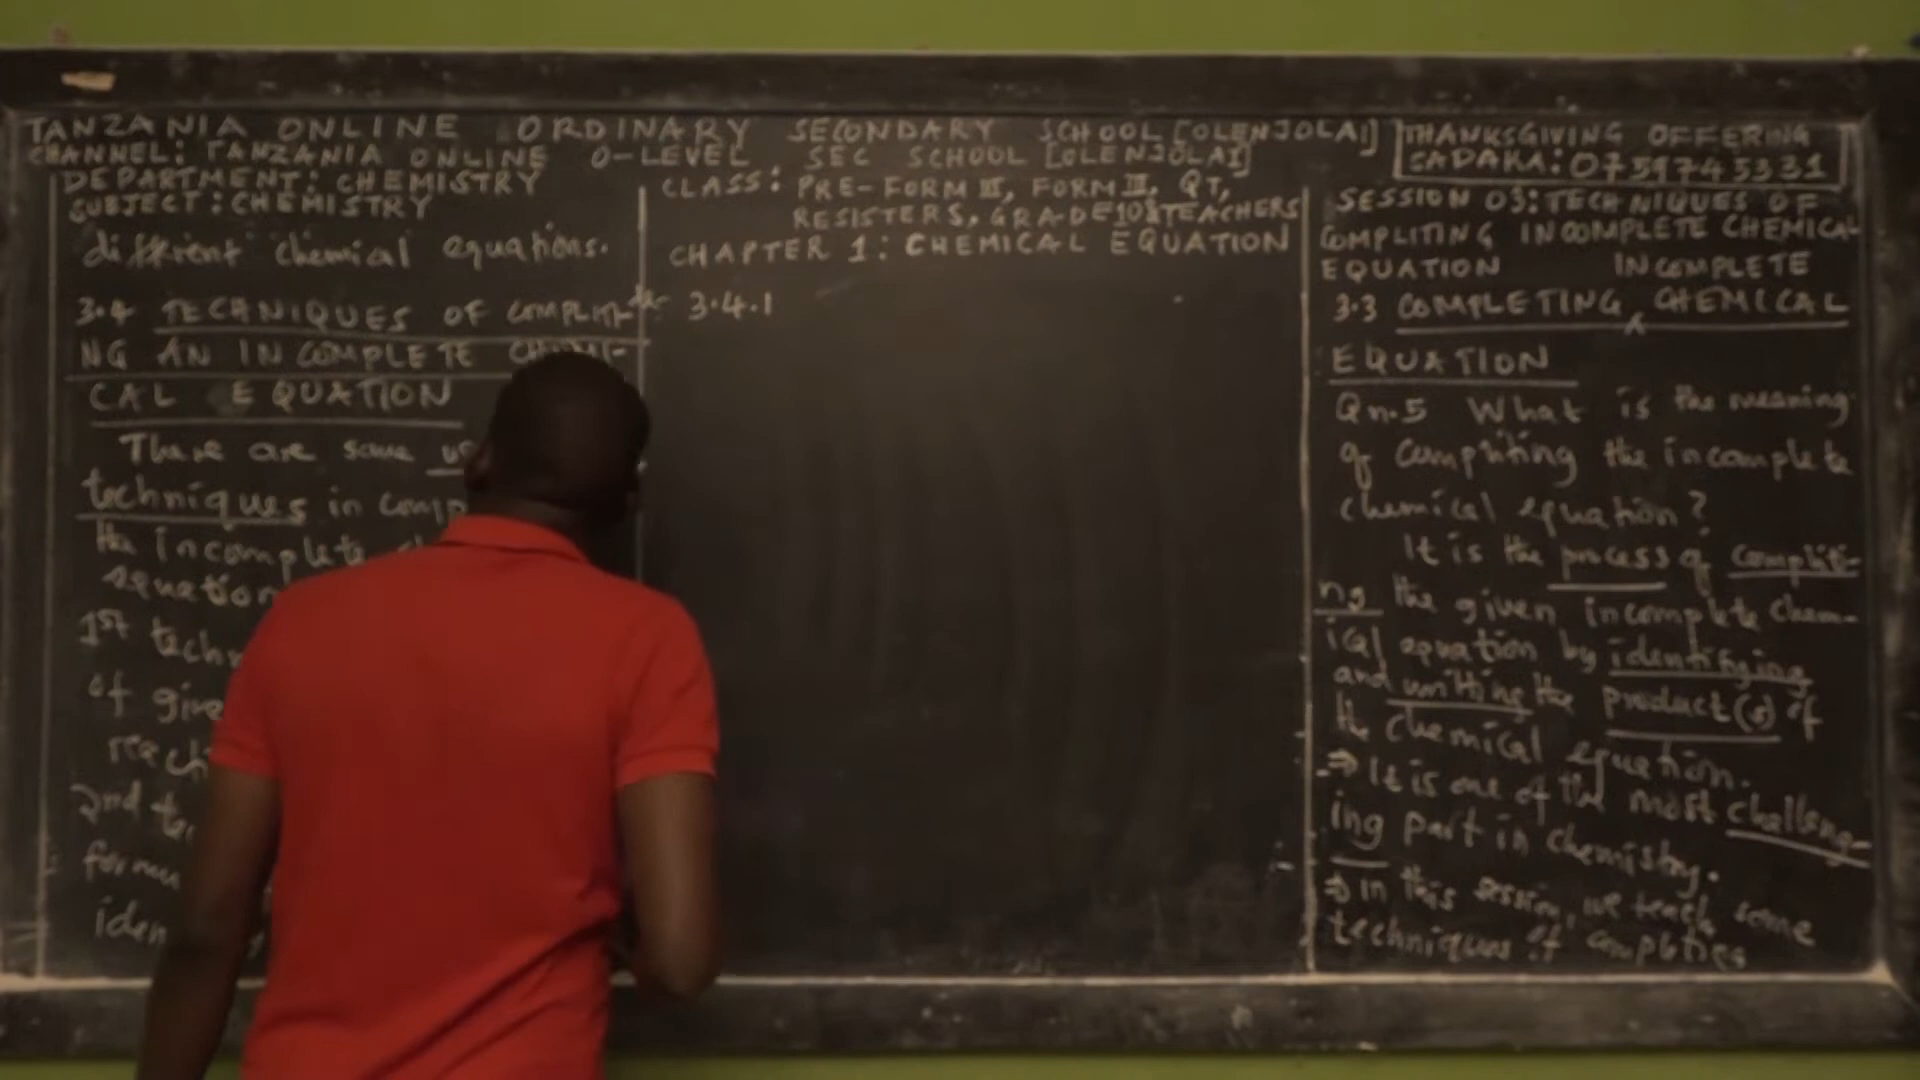 TANZANIA ONLINE ORDINARY SECONDARY SCHOOL [OLENJOLAI]
CHANNEL: TANZANIA ONLINE O-LEVEL SEC SCHOOL [OLENJOLAI]
THANKSGIVING OFFERING
SADAKA: 0759745331
DEPARTMENT: CHEMISTRY
SUBJECT: CHEMISTRY
different chemical equations.
3.4 TECHNIQUES OF COMPLITI-
NG AN INCOMPLETE CHEMI-
CAL EQUATION
There are some
techniques in comp
the incomplete
equation
1st tech
of give
react
2nd te
formu
iden
CLASS: PRE-FORM III, FORM III, QT,
RESISTERS, GRADE 10 & TEACHERS
CHAPTER 1: CHEMICAL EQUATION
3.4.1
SESSION 03: TECHNIQUES OF
COMPLITING INCOMPLETE CHEMICAL
EQUATION INCOMPLETE
3.3 COMPLETING ^ CHEMICAL
EQUATION
Qn.5 What is the meaning
of compliting the incomplete
chemical equation?
It is the process of compliti-
ng the given incomplete chem-
ical equation by identifying
and writting the product(s) of
the chemical equation.
⇒ It is one of the most challeng-
ing part in chemistry.
⇒ In this session, we teach some
techniques of